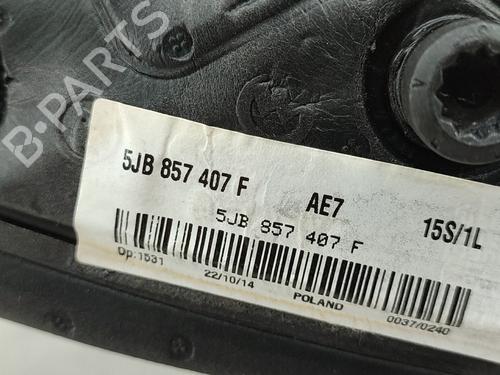 B-PARTS
5JB 857 407 F AE7 15S/1L
5JB 857 407 F
Op:1531 22/10/14 POLAND 0037/0240